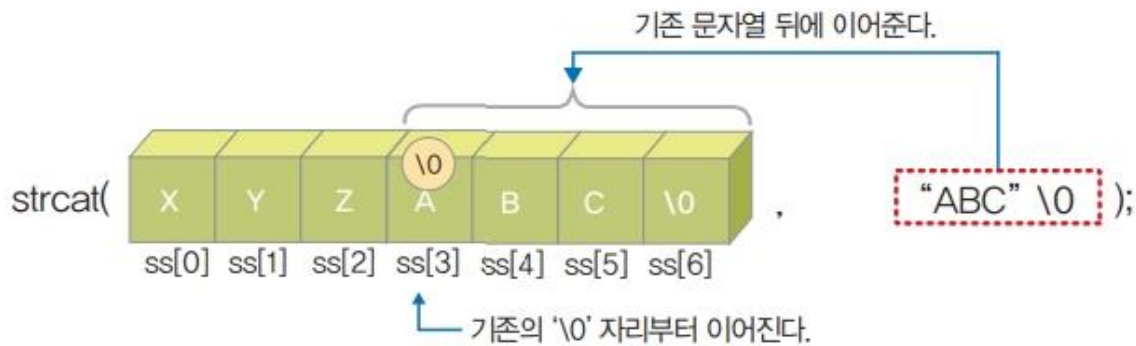 기존 문자열 뒤에 이어준다.
\0
strcat( X Y Z A B C \0 , “ABC” \0 );
ss[0] ss[1] ss[2] ss[3] ss[4] ss[5] ss[6]
기존의 ‘\0’ 자리부터 이어진다.